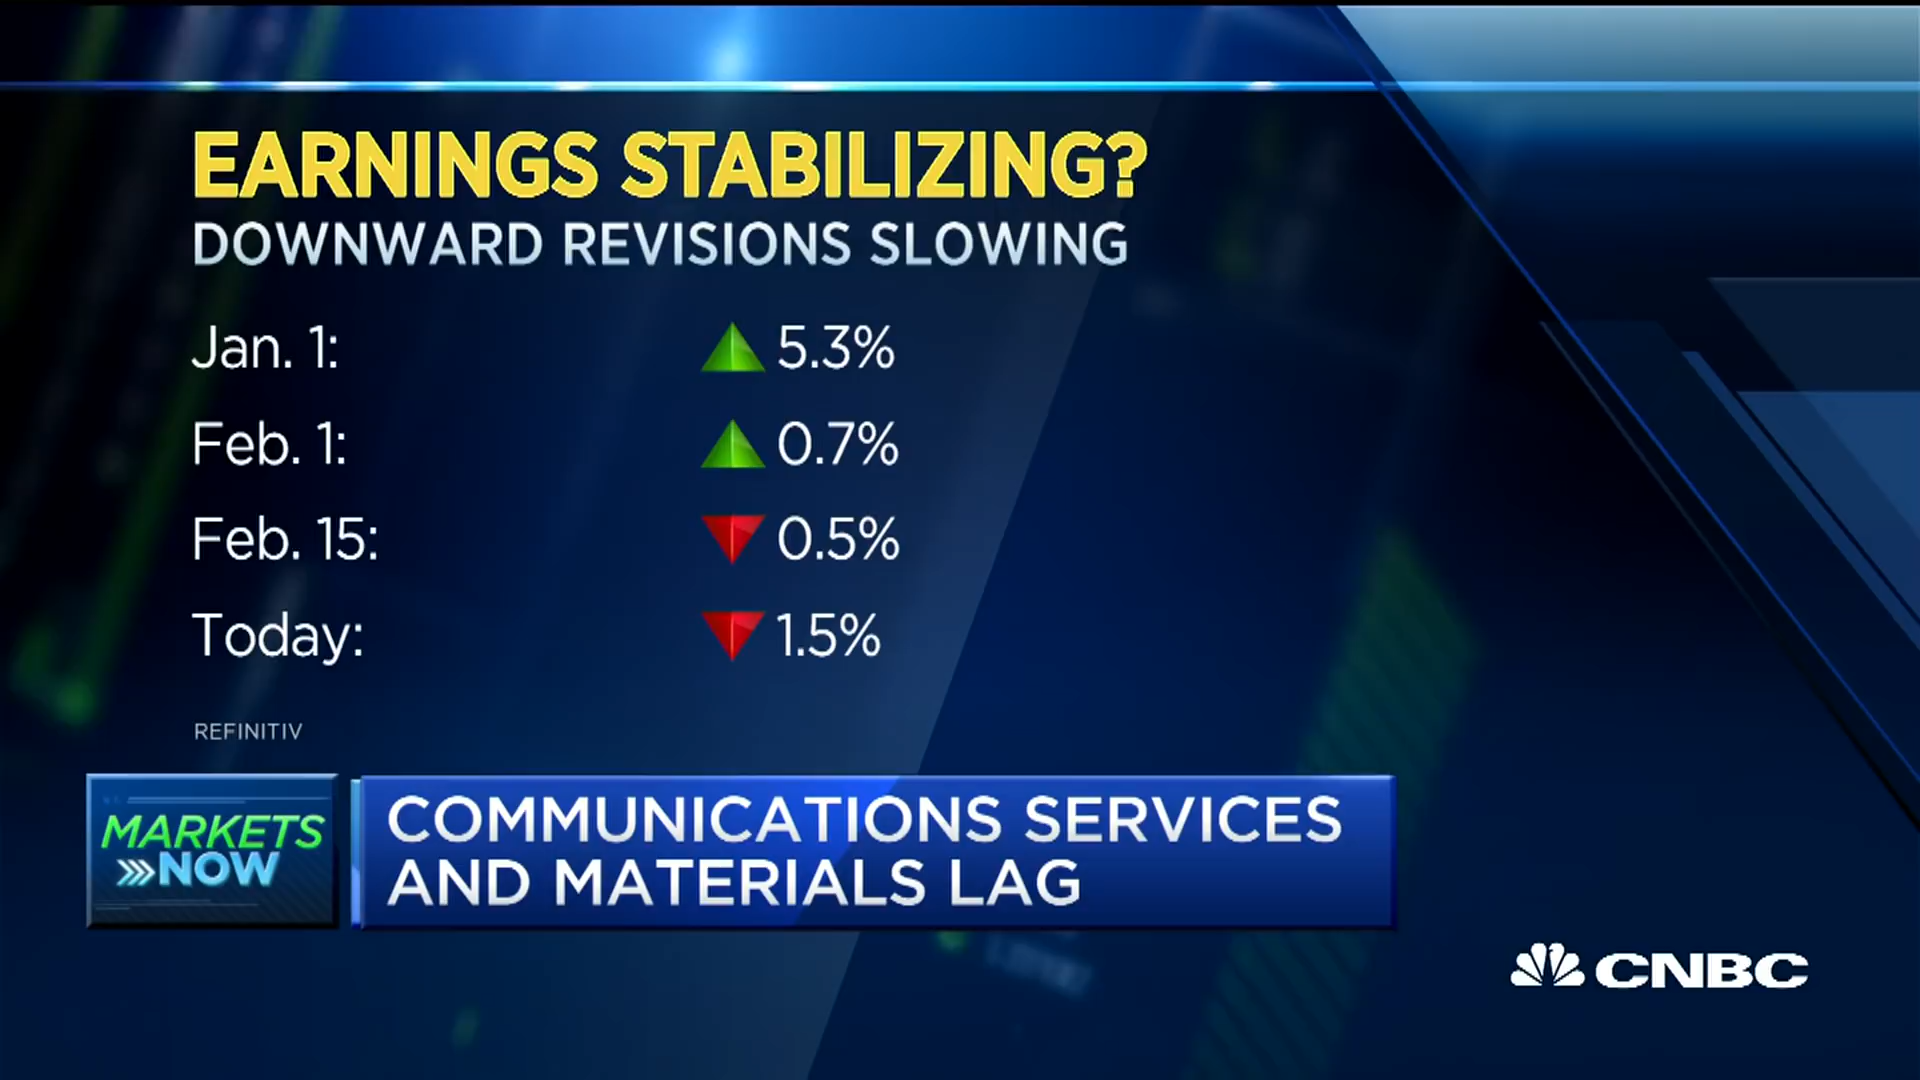 EARNINGS STABILIZING?
DOWNWARD REVISIONS SLOWING
Jan. 1: 5.3%
Feb. 1: 0.7%
Feb. 15: 0.5%
Today: 1.5%
REFINITIV
MARKETS
NOW
COMMUNICATIONS SERVICES
AND MATERIALS LAG
CNBC